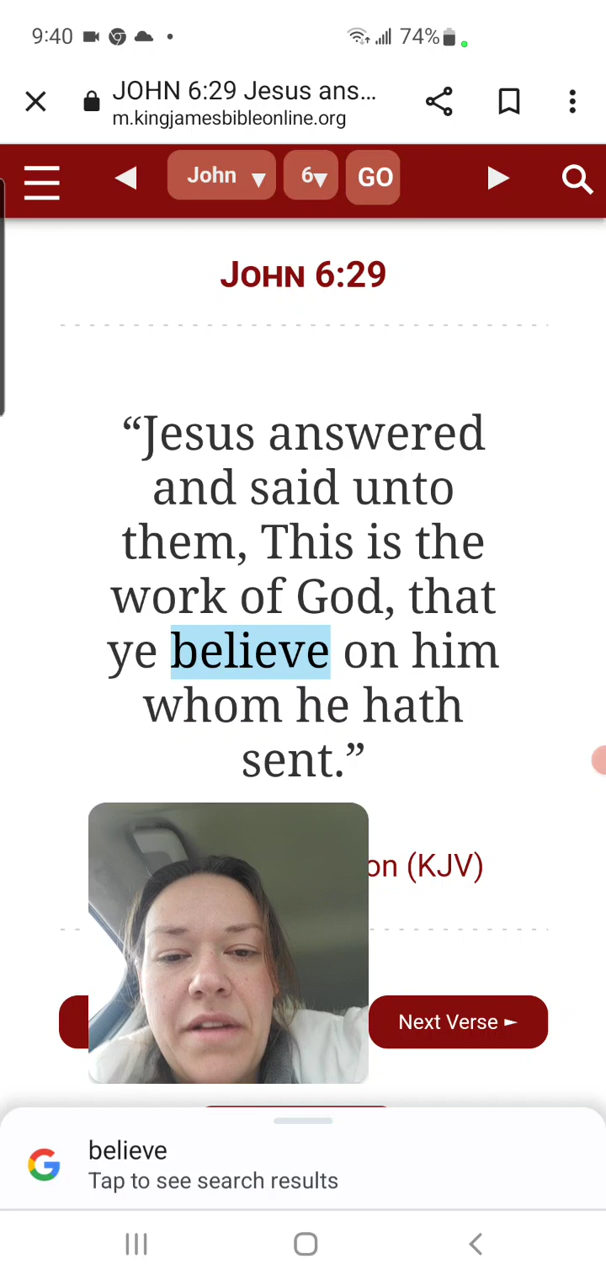 9:40
74%
JOHN 6:29 Jesus ans...
m.kingjamesbibleonline.org
John 6 GO
JOHN 6:29
“Jesus answered
and said unto
them, This is the
work of God, that
ye believe on him
whom he hath
sent.”
on (KJV)
Next Verse ►
G believe
Tap to see search results